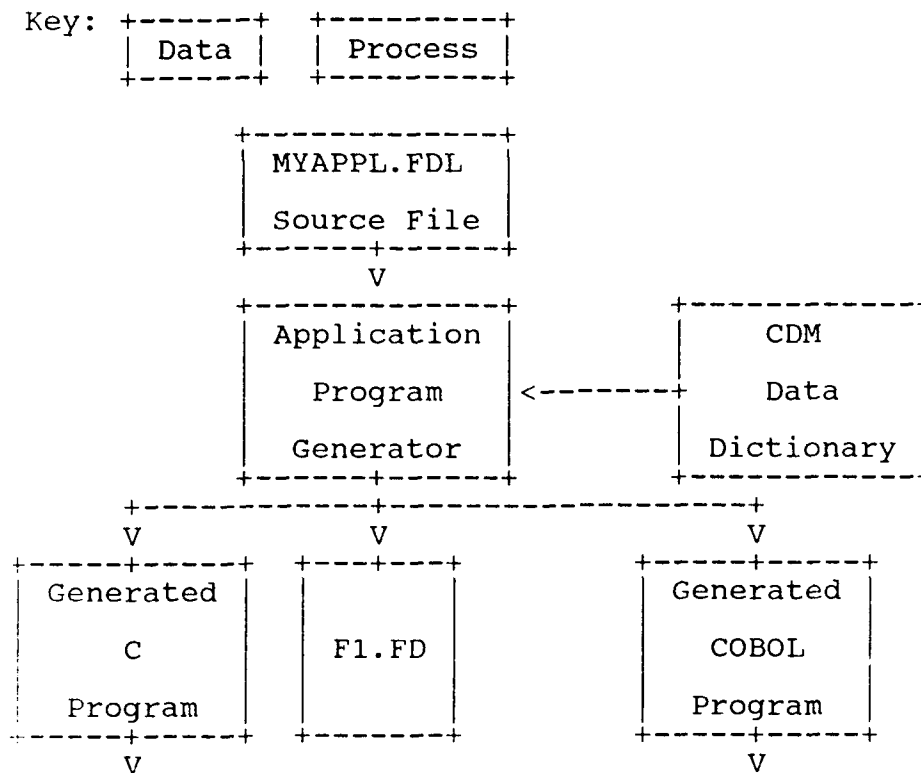 Key: Data Process
MYAPPL.FDL
Source File
V
Application CDM
Program <------ Data
Generator Dictionary
V V V
Generated Generated
C F1.FD COBOL
Program Program
V V